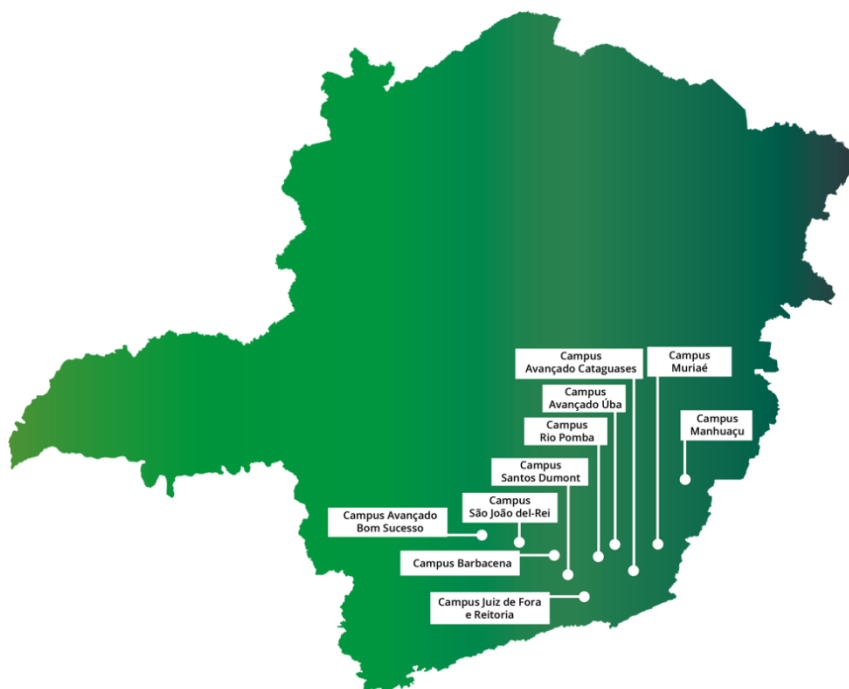 Campus
Avançado Cataguases
Campus
Muriaé
Campus
Avançado Úba
Campus
Manhuaçu
Campus
Rio Pomba
Campus
Santos Dumont
Campus
São João del-Rei
Campus Avançado
Bom Sucesso
Campus Barbacena
Campus Juiz de Fora
e Reitoria